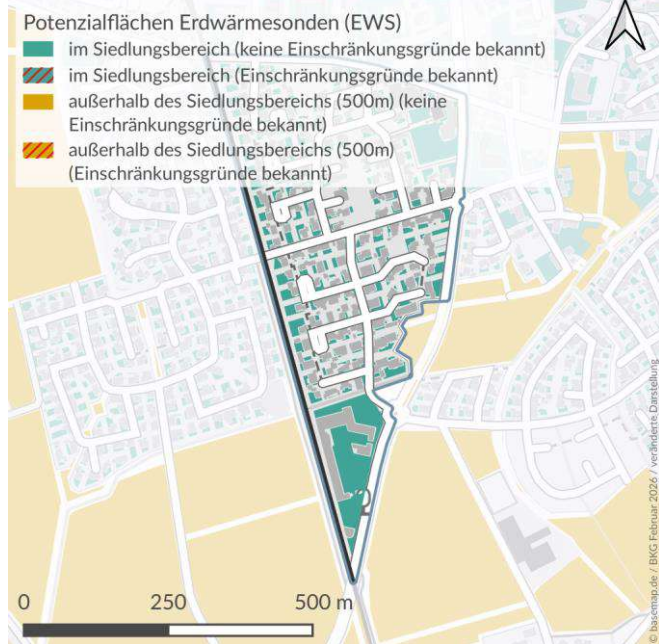 Potenzialflächen Erdwärmesonden (EWS)
im Siedlungsbereich (keine Einschränkungsgründe bekannt)
im Siedlungsbereich (Einschränkungsgründe bekannt)
außerhalb des Siedlungsbereichs (500m) (keine
Einschränkungsgründe bekannt)
außerhalb des Siedlungsbereichs (500m)
(Einschränkungsgründe bekannt)
0 250 500 m
© basemap.de / BKG Februar 2026 / veränderte Darstellung